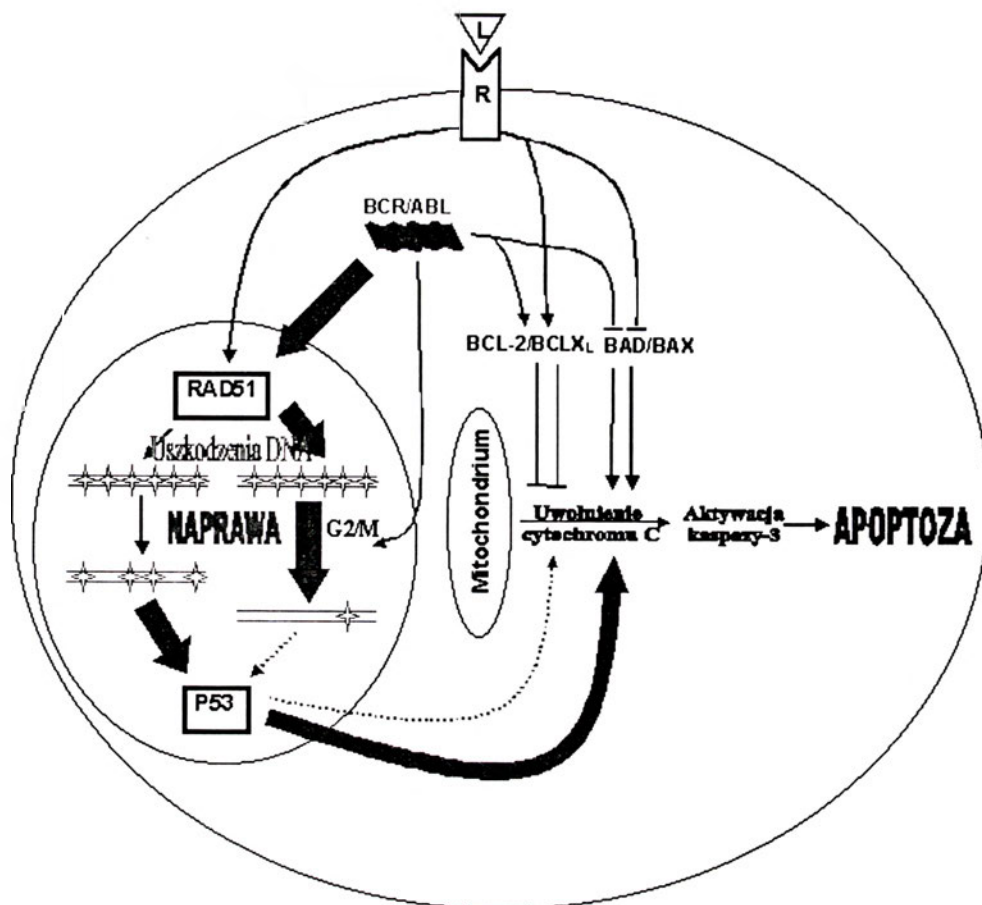 L
R
BCR/ABL
BCL-2/BCLXL BAD/BAX
RAD51
Uszkodzenia DNA
NAPRAWA
G2/M
Mitochondrium
Uwolnienie
cytochromu C
Aktywacja
kaspazy-3
APOPTOZA
P53